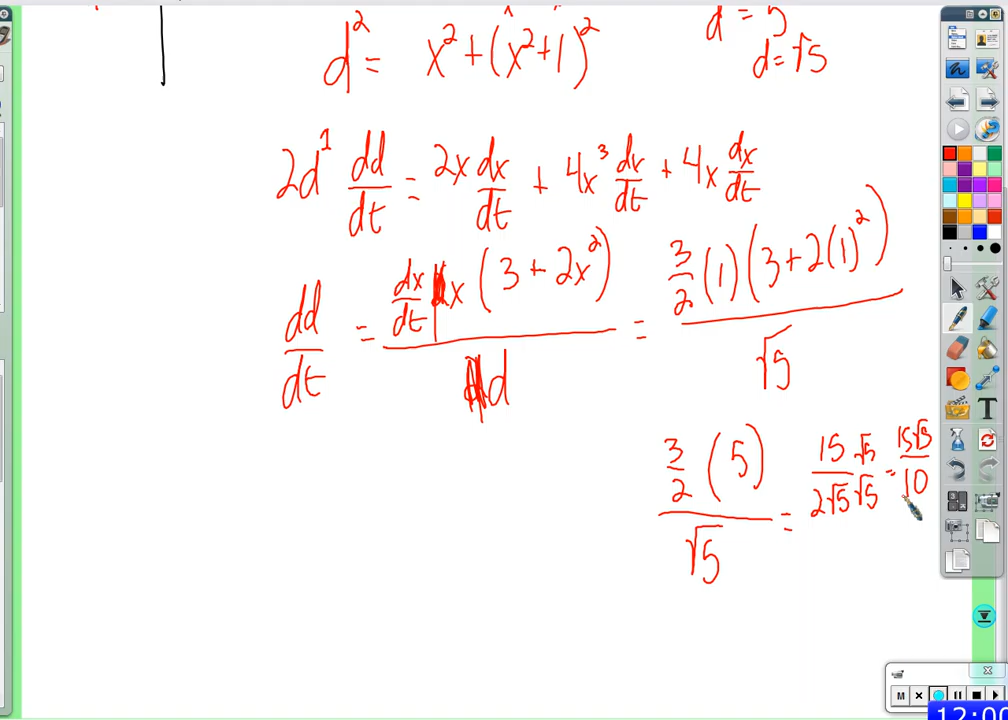 d = 5
d² = x² + (x² + 1)²
d = √5
2d¹ dd/dt = 2x dx/dt + 4x³ dx/dt + 4x dx/dt
dd/dt = dx/dt x (3 + 2x²) / d = 3/2 (1) (3 + 2(1)²) / √5
3/2 (5) / √5 = 15 √5 / 2√5 √5 = 15√5 / 10
T
M
12:00